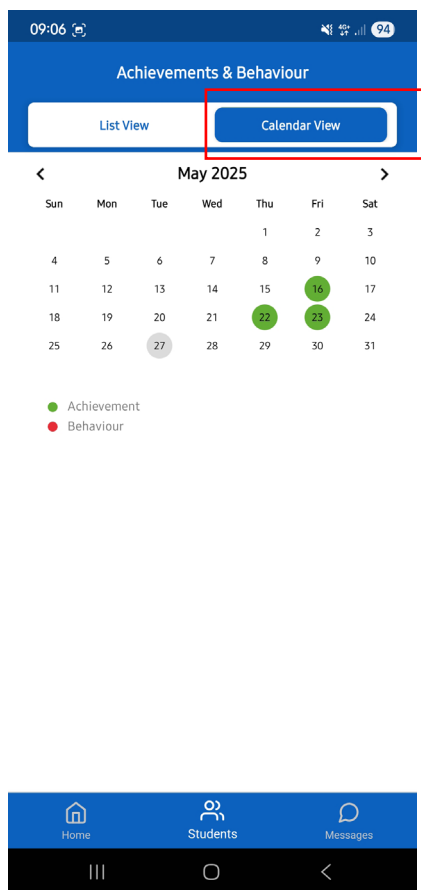 09:06 4G+ 94
Achievements & Behaviour
List View Calendar View
May 2025
Sun Mon Tue Wed Thu Fri Sat
1 2 3
4 5 6 7 8 9 10
11 12 13 14 15 16 17
18 19 20 21 22 23 24
25 26 27 28 29 30 31
Achievement
Behaviour
Home Students Messages